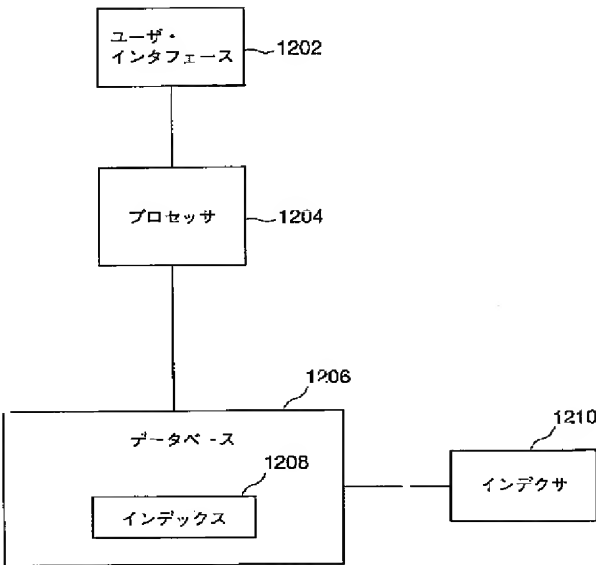 ユーザ・
インタフェース
1202
プロセッサ
1204
1206
データベース
1208
インデックス
1210
インデクサ